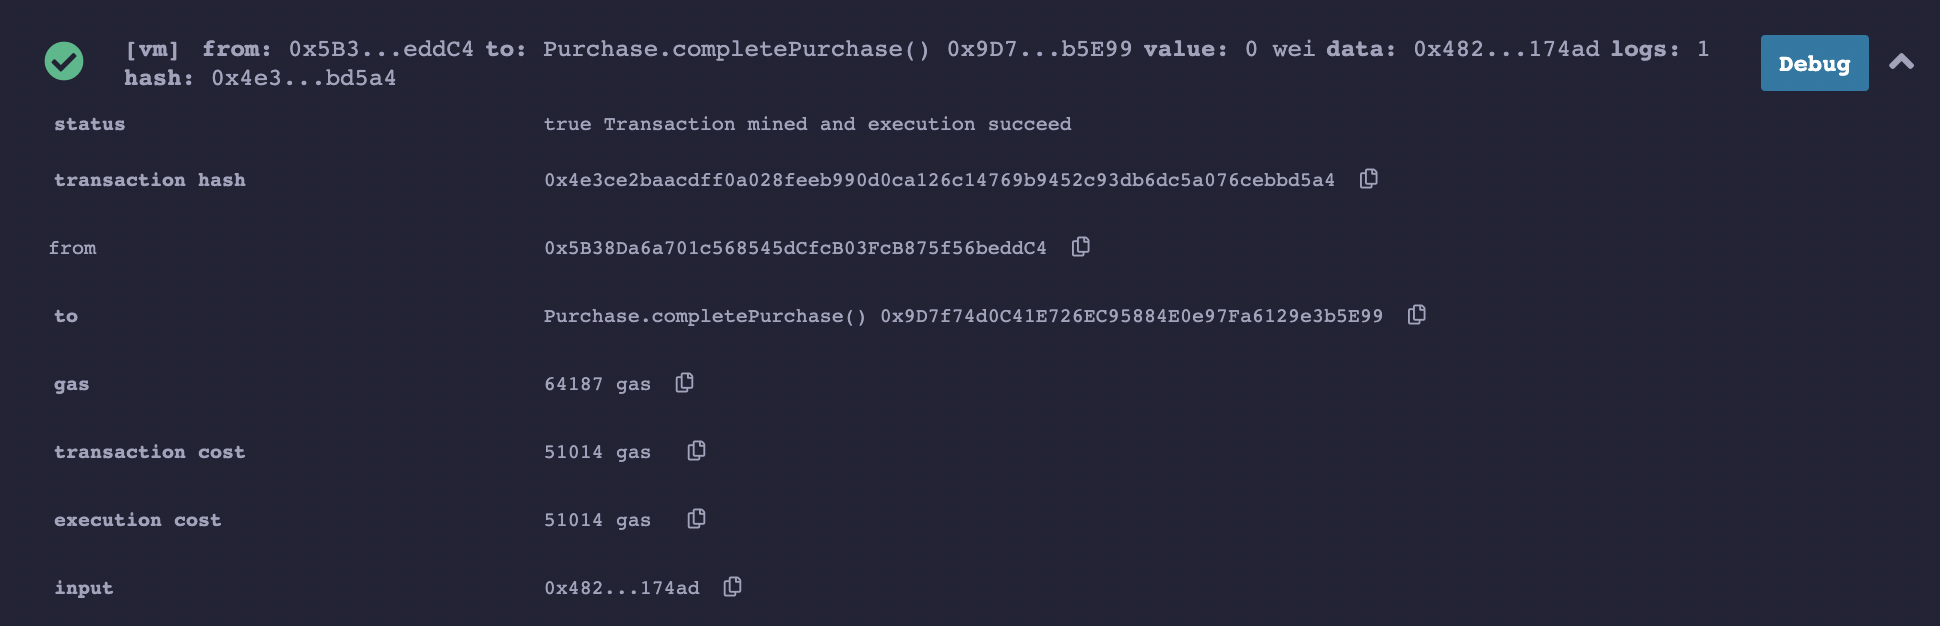 [vm] from: 0x5B3...eddC4 to: Purchase.completePurchase() 0x9D7...b5E99 value: 0 wei data: 0x482...174ad logs: 1
hash: 0x4e3...bd5a4
Debug
status true Transaction mined and execution succeed
transaction hash 0x4e3ce2baacdff0a028feeb990d0ca126c14769b9452c93db6dc5a076cebbd5a4
from 0x5B38Da6a701c568545dCfcB03FcB875f56beddC4
to Purchase.completePurchase() 0x9D7f74d0C41E726EC95884E0e97Fa6129e3b5E99
gas 64187 gas
transaction cost 51014 gas
execution cost 51014 gas
input 0x482...174ad